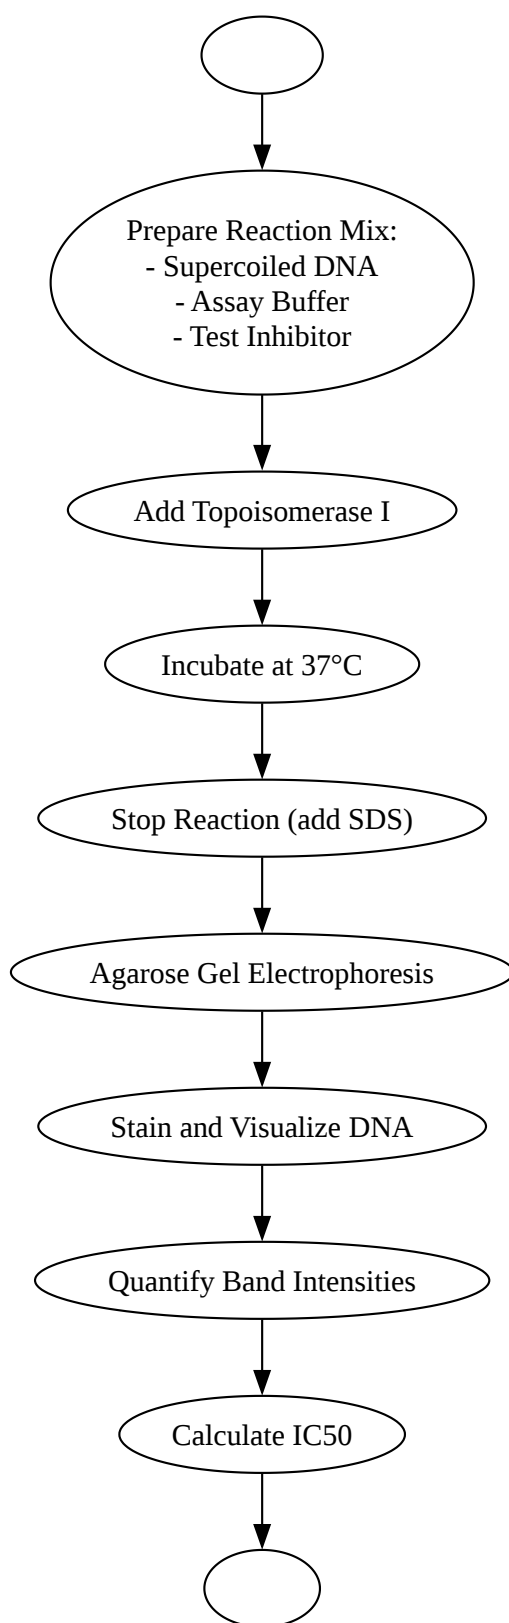 Prepare Reaction Mix:
- Supercoiled DNA
- Assay Buffer
- Test Inhibitor
Add Topoisomerase I
Incubate at 37°C
Stop Reaction (add SDS)
Agarose Gel Electrophoresis
Stain and Visualize DNA
Quantify Band Intensities
Calculate IC50